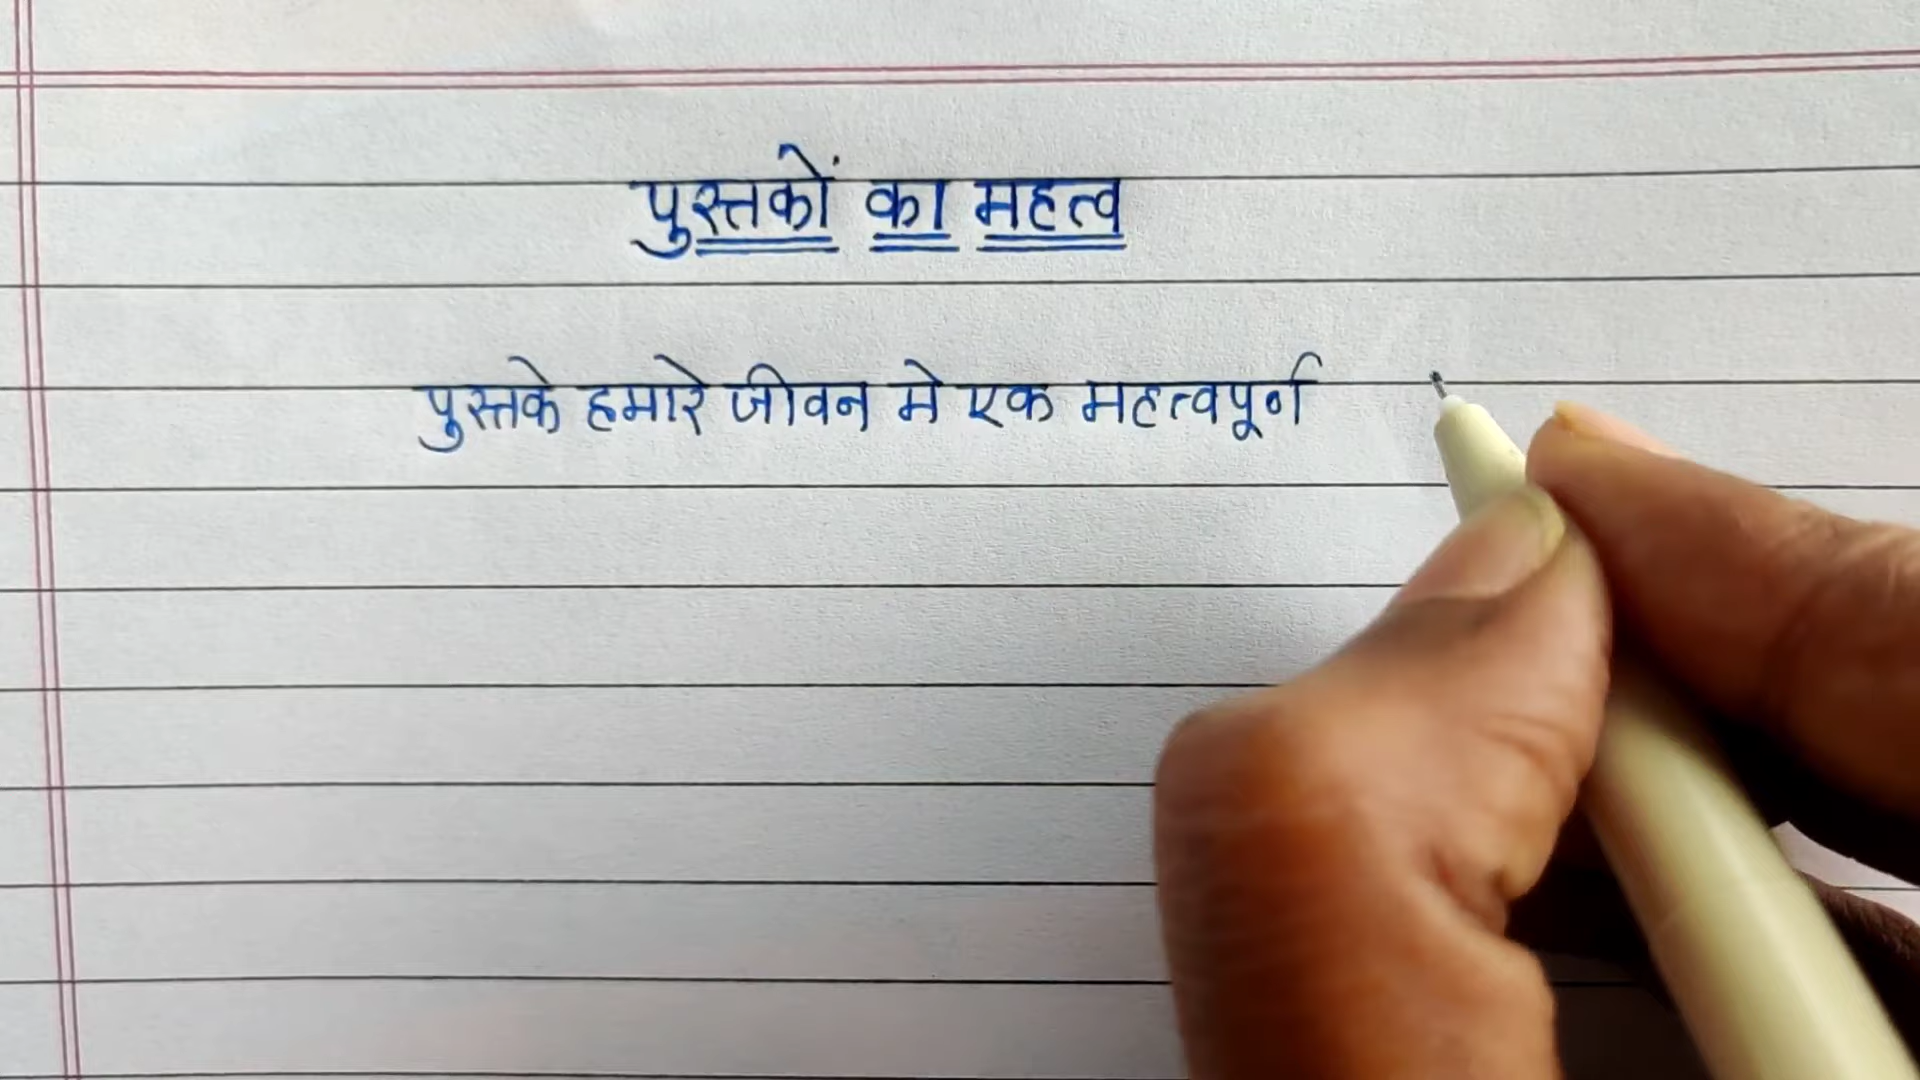 पुस्तकों का महत्व
पुस्तके हमारे जीवन मे एक महत्वपूर्ण